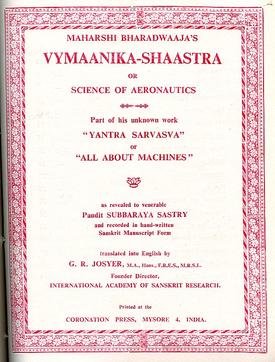 MAHARSHI BHARADWAAJA'S
VYMAANIKA-SHAASTRA
OR
SCIENCE OF AERONAUTICS
Part of his unknown work
"YANTRA SARVASVA"
or
"ALL ABOUT MACHINES"
as revealed to venerable
Pandit SUBBARAYA SASTRY
and recorded in hand-written
Sanskrit Manuscript Form
translated into English by
G. R. JOSYER, M.A., Hons., F.R.E.S., M.R.S.L.
Founder Director,
INTERNATIONAL ACADEMY OF SANSKRIT RESEARCH.
Printed at the
CORONATION PRESS, MYSORE 4. INDIA.